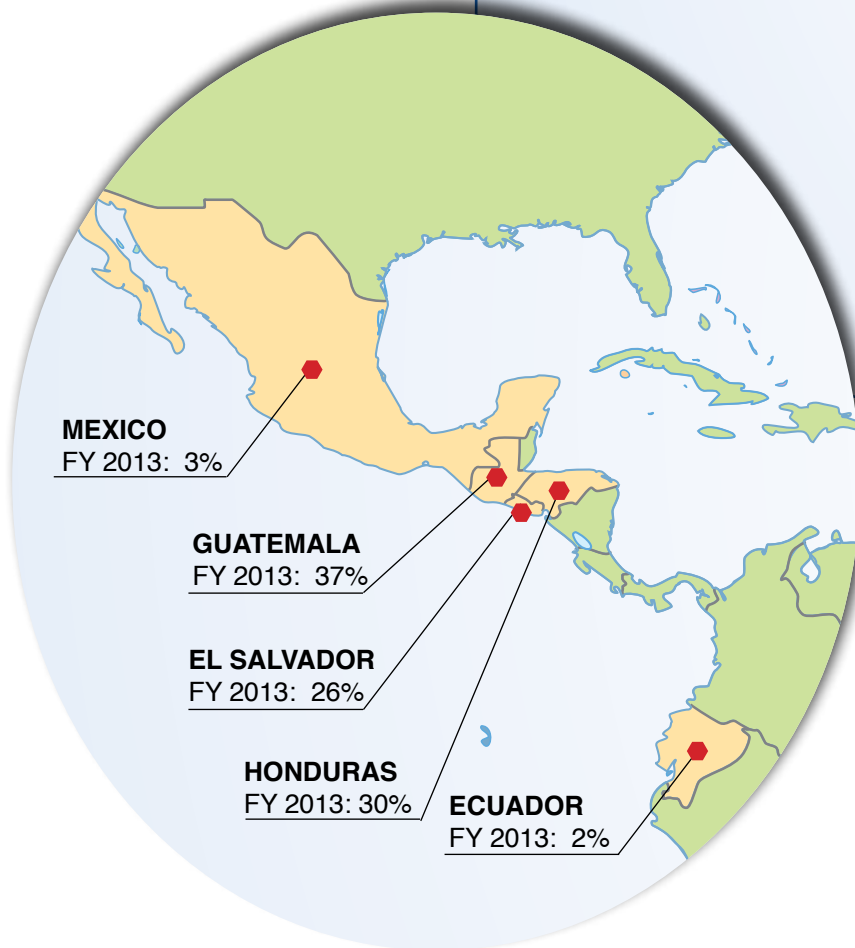 MEXICO
FY 2013: 3%
GUATEMALA
FY 2013: 37%
EL SALVADOR
FY 2013: 26%
HONDURAS
FY 2013: 30%
ECUADOR
FY 2013: 2%